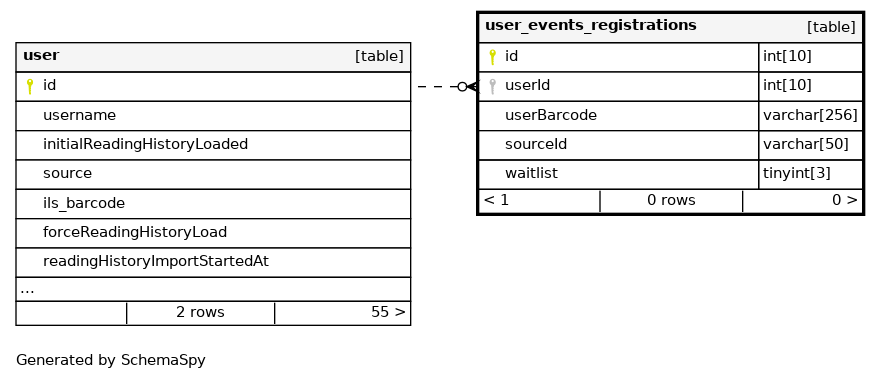 user [table]
id
username
initialReadingHistoryLoaded
source
ils_barcode
forceReadingHistoryLoad
readingHistoryImportStartedAt
...
2 rows 55 >
user_events_registrations [table]
id int[10]
userId int[10]
userBarcode varchar[256]
sourceId varchar[50]
waitlist tinyint[3]
< 1 0 rows 0 >
Generated by SchemaSpy